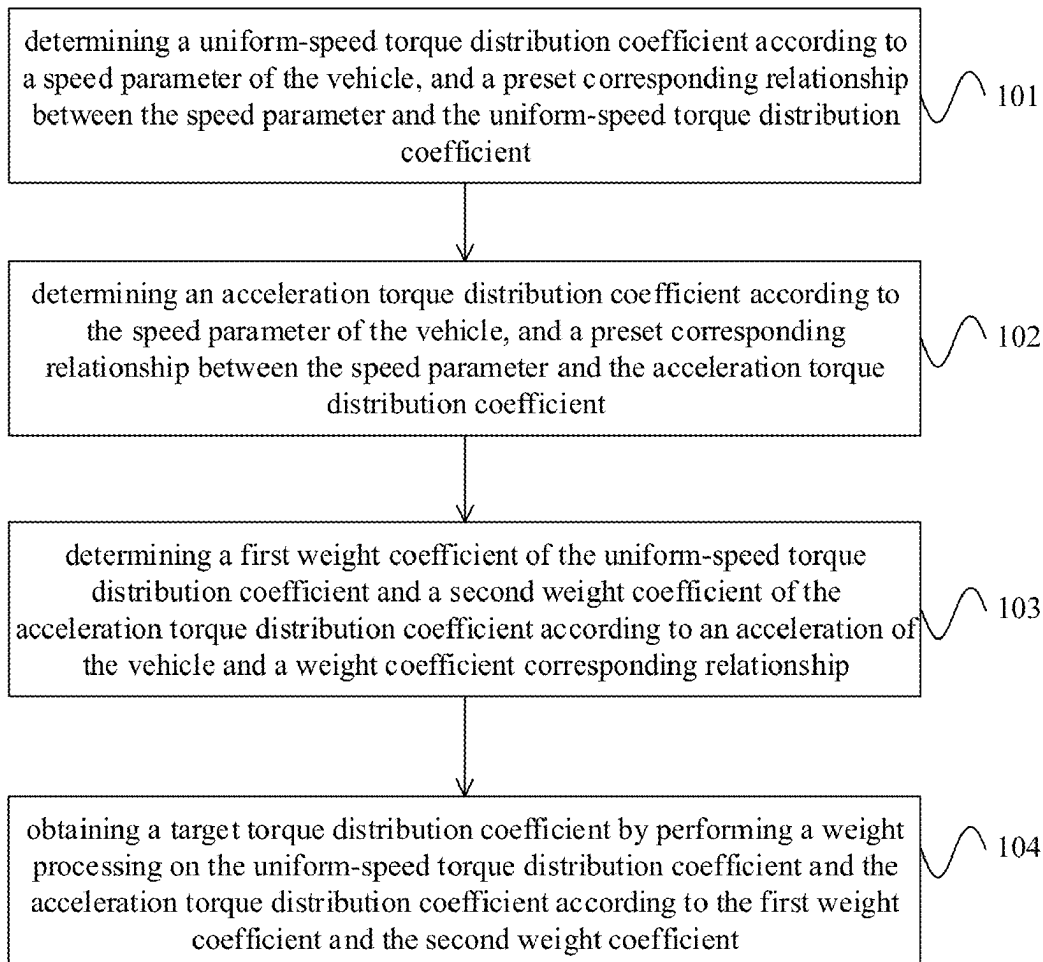 determining a uniform-speed torque distribution coefficient according to
a speed parameter of the vehicle, and a preset corresponding relationship
between the speed parameter and the uniform-speed torque distribution
coefficient
101
determining an acceleration torque distribution coefficient according to
the speed parameter of the vehicle, and a preset corresponding
relationship between the speed parameter and the acceleration torque
distribution coefficient
102
determining a first weight coefficient of the uniform-speed torque
distribution coefficient and a second weight coefficient of the
acceleration torque distribution coefficient according to an acceleration of
the vehicle and a weight coefficient corresponding relationship
103
obtaining a target torque distribution coefficient by performing a weight
processing on the uniform-speed torque distribution coefficient and the
acceleration torque distribution coefficient according to the first weight
coefficient and the second weight coefficient
104